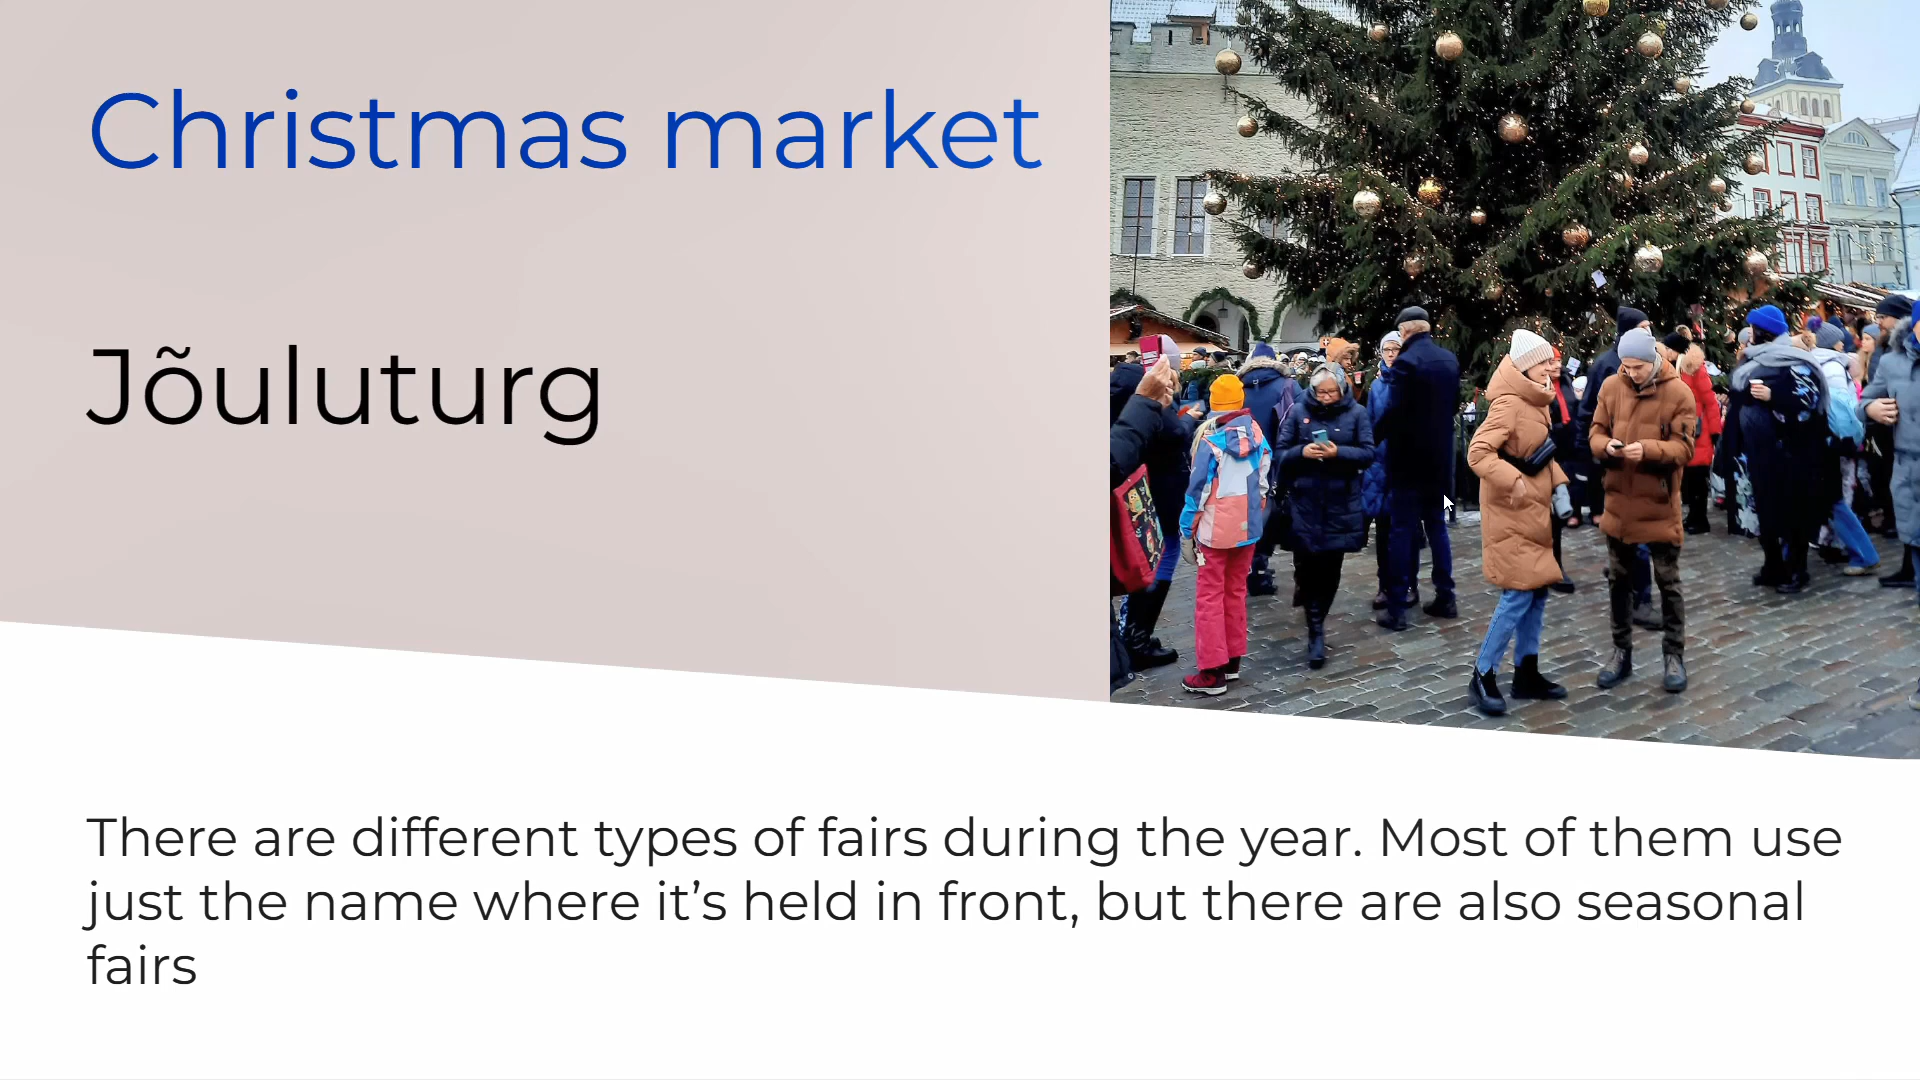 Christmas market
Jõuluturg
There are different types of fairs during the year. Most of them use
just the name where it’s held in front, but there are also seasonal
fairs